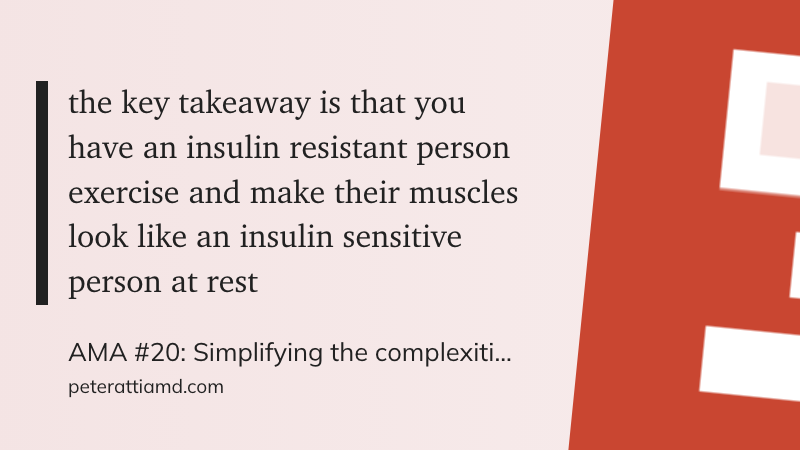 the key takeaway is that you
have an insulin resistant person
exercise and make their muscles
look like an insulin sensitive
person at rest
AMA #20: Simplifying the complexiti...
peterattiamd.com